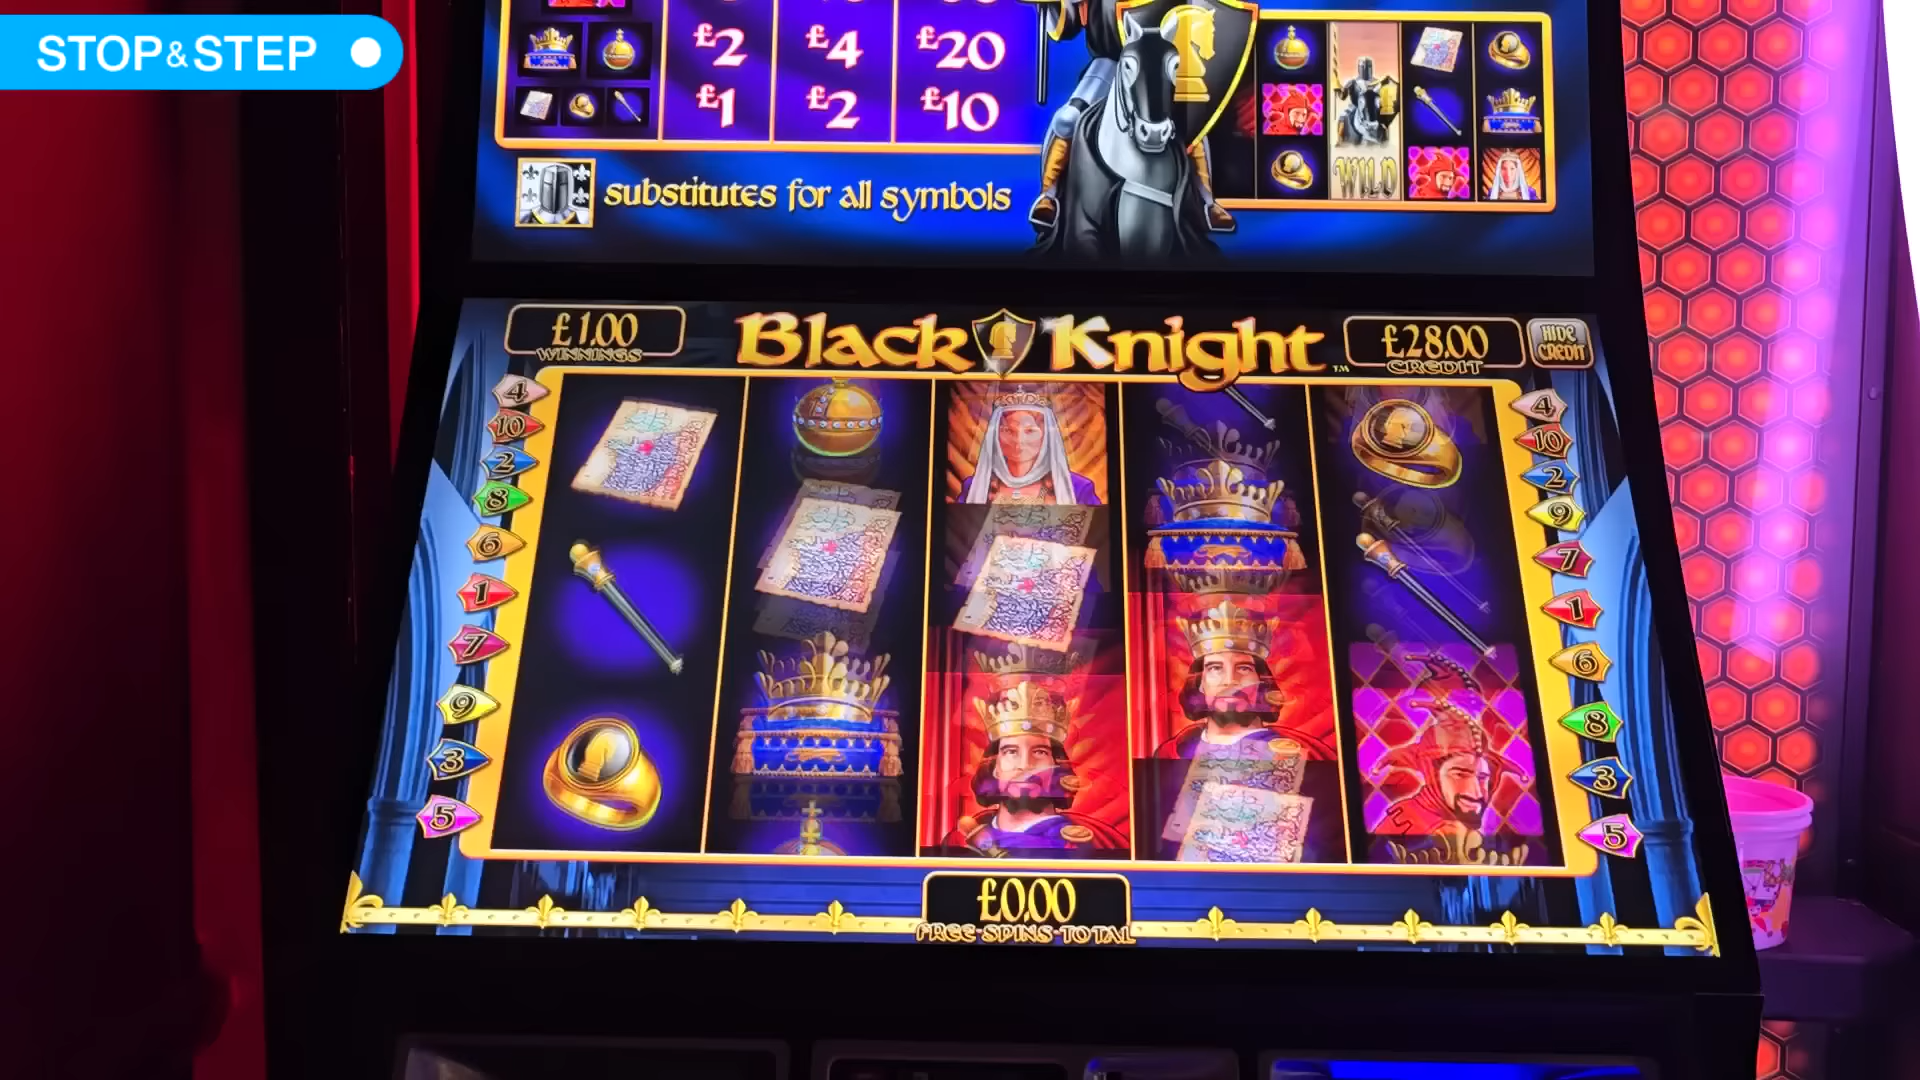 STOP&STEP
£2 £4 £20
£1 £2 £10
WILD
substitutes for all symbols
£1.00
WINNINGS
Black Knight™
£28.00
CREDIT
HIDE
CREDIT
4
10
2
8
6
1
7
9
3
5
4
10
2
9
7
1
6
8
3
5
£0.00
FREE SPINS TOTAL